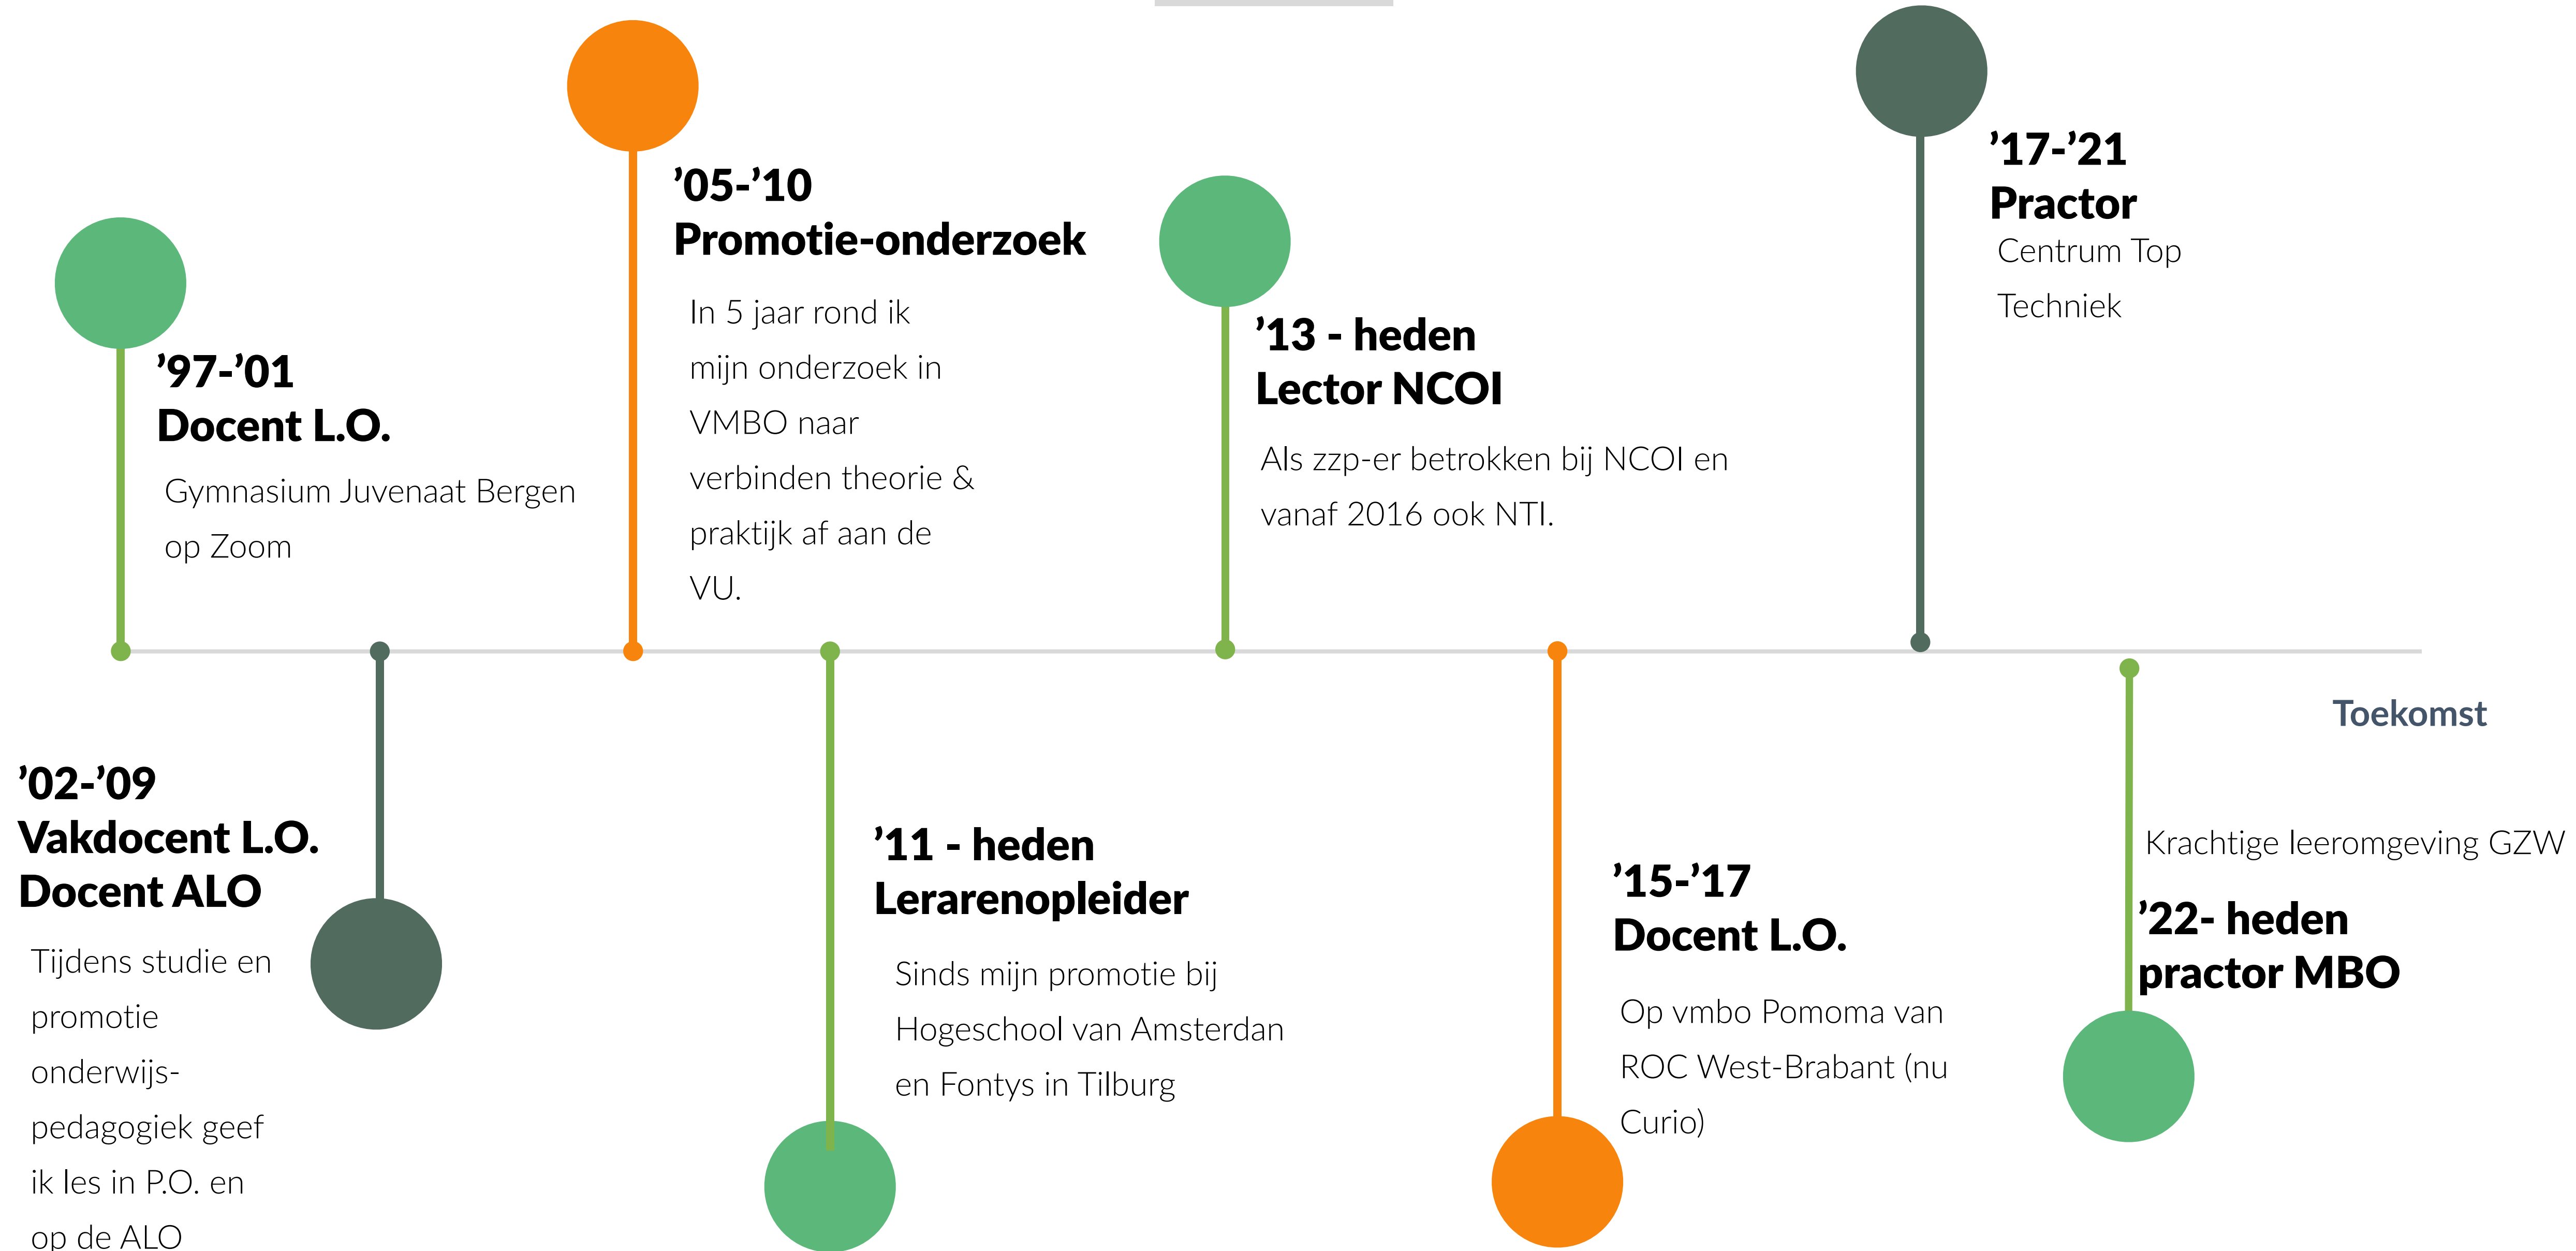 ’97-’01
Docent L.O.
Gymnasium Juvenaat Bergen
op Zoom
’02-’09
Vakdocent L.O.
Docent ALO
Tijdens studie en
promotie
onderwijs-
pedagogiek geef
ik les in P.O. en
op de ALO
’05-’10
Promotie-onderzoek
In 5 jaar rond ik
mijn onderzoek in
VMBO naar
verbinden theorie &
praktijk af aan de
VU.
’11 - heden
Lerarenopleider
Sinds mijn promotie bij
Hogeschool van Amsterdan
en Fontys in Tilburg
’13 - heden
Lector NCOI
Als zzp-er betrokken bij NCOI en
vanaf 2016 ook NTI.
’15-’17
Docent L.O.
Op vmbo Pomoma van
ROC West-Brabant (nu
Curio)
’17-’21
Practor
Centrum Top
Techniek
Toekomst
Krachtige leeromgeving GZW
’22- heden
practor MBO